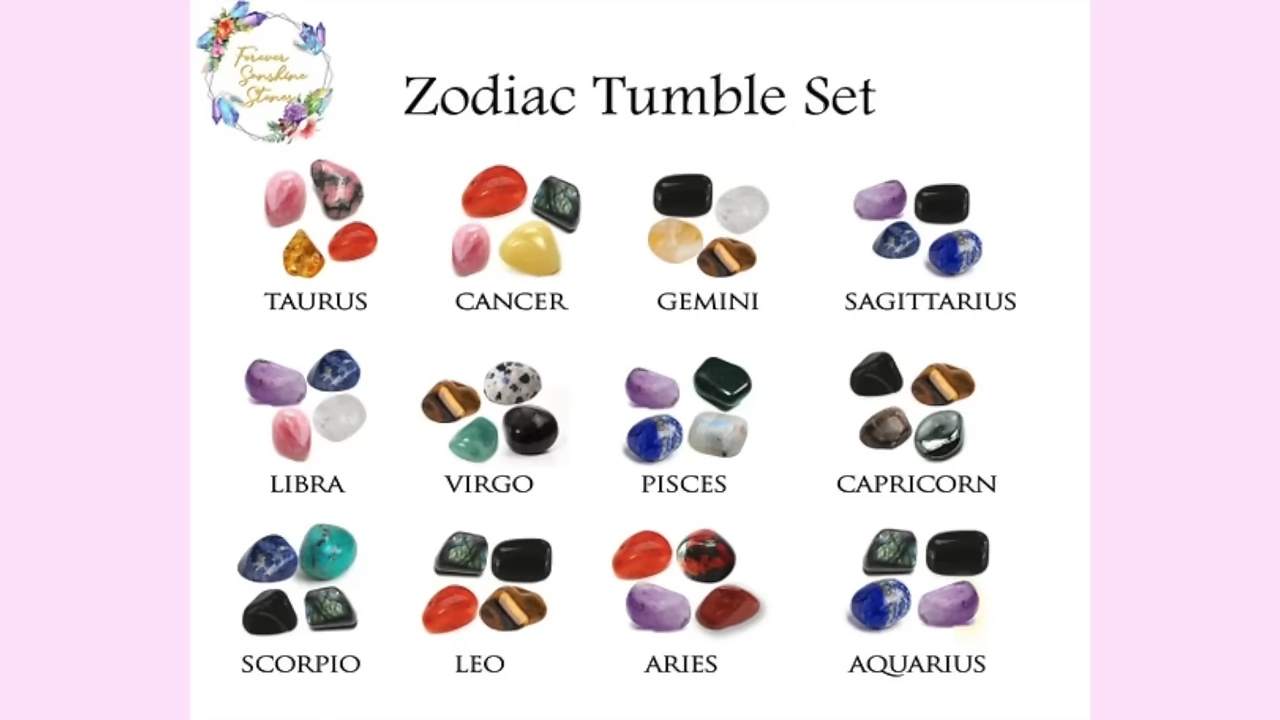 Forever
Sunshine
Stones
Zodiac Tumble Set
TAURUS
CANCER
GEMINI
SAGITTARIUS
LIBRA
VIRGO
PISCES
CAPRICORN
SCORPIO
LEO
ARIES
AQUARIUS